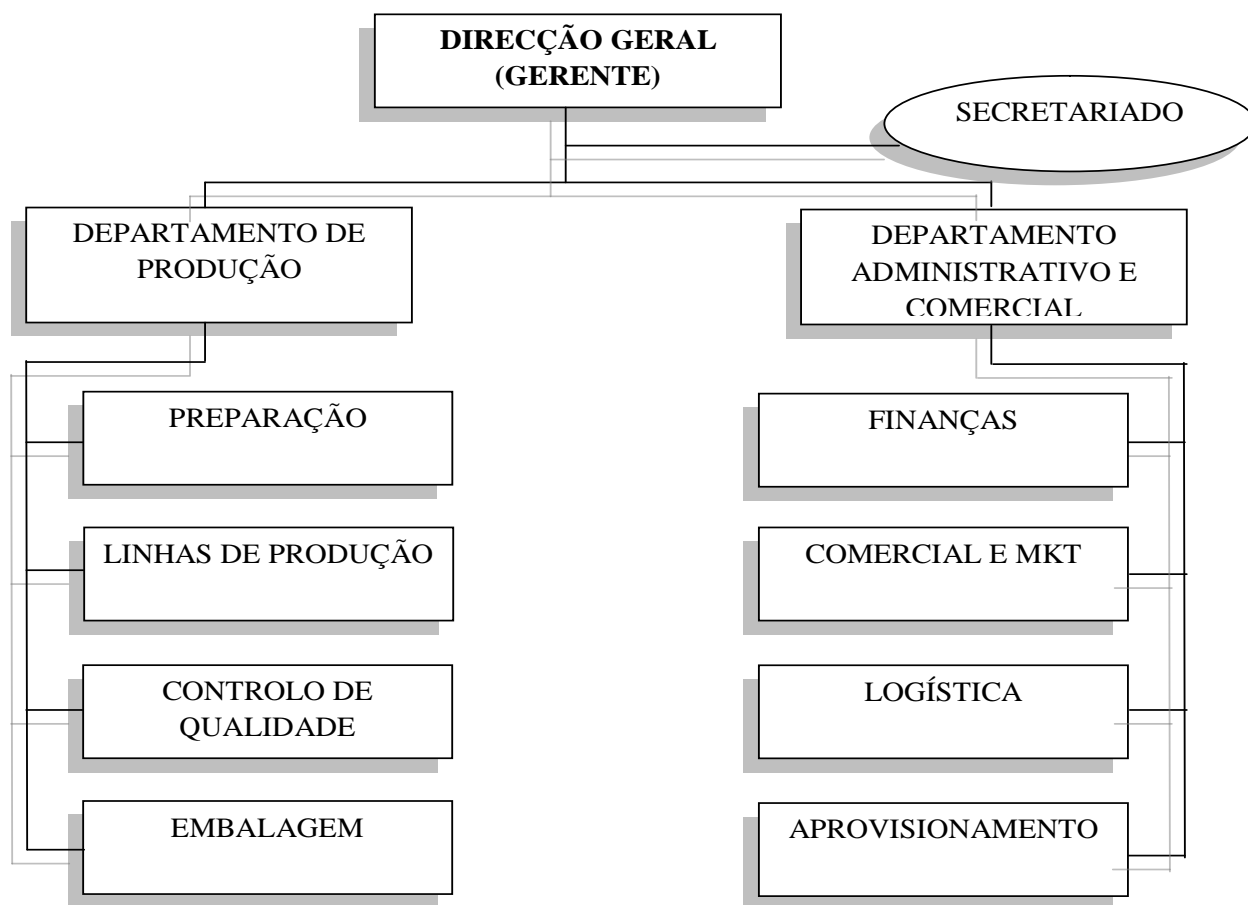 DIRECÇÃO GERAL
(GERENTE)
SECRETARIADO
DEPARTAMENTO DE
PRODUÇÃO
DEPARTAMENTO
ADMINISTRATIVO E
COMERCIAL
PREPARAÇÃO
FINANÇAS
LINHAS DE PRODUÇÃO
COMERCIAL E MKT
CONTROLO DE
QUALIDADE
LOGÍSTICA
EMBALAGEM
APROVISIONAMENTO